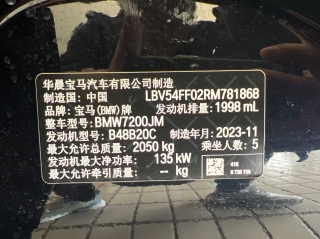 华晨宝马汽车有限公司制造
制造国:中国 LBV54FF02RM781868
品牌:宝马(BMW)牌 发动机排量:1998 mL
整车型号:BMW7200JM
发动机型号:B48B20C 制造年月:2023-11
最大允许总质量:2050 kg 乘坐人数:5
最大净功率:135 kW
最大允许牵引质量:-- kg